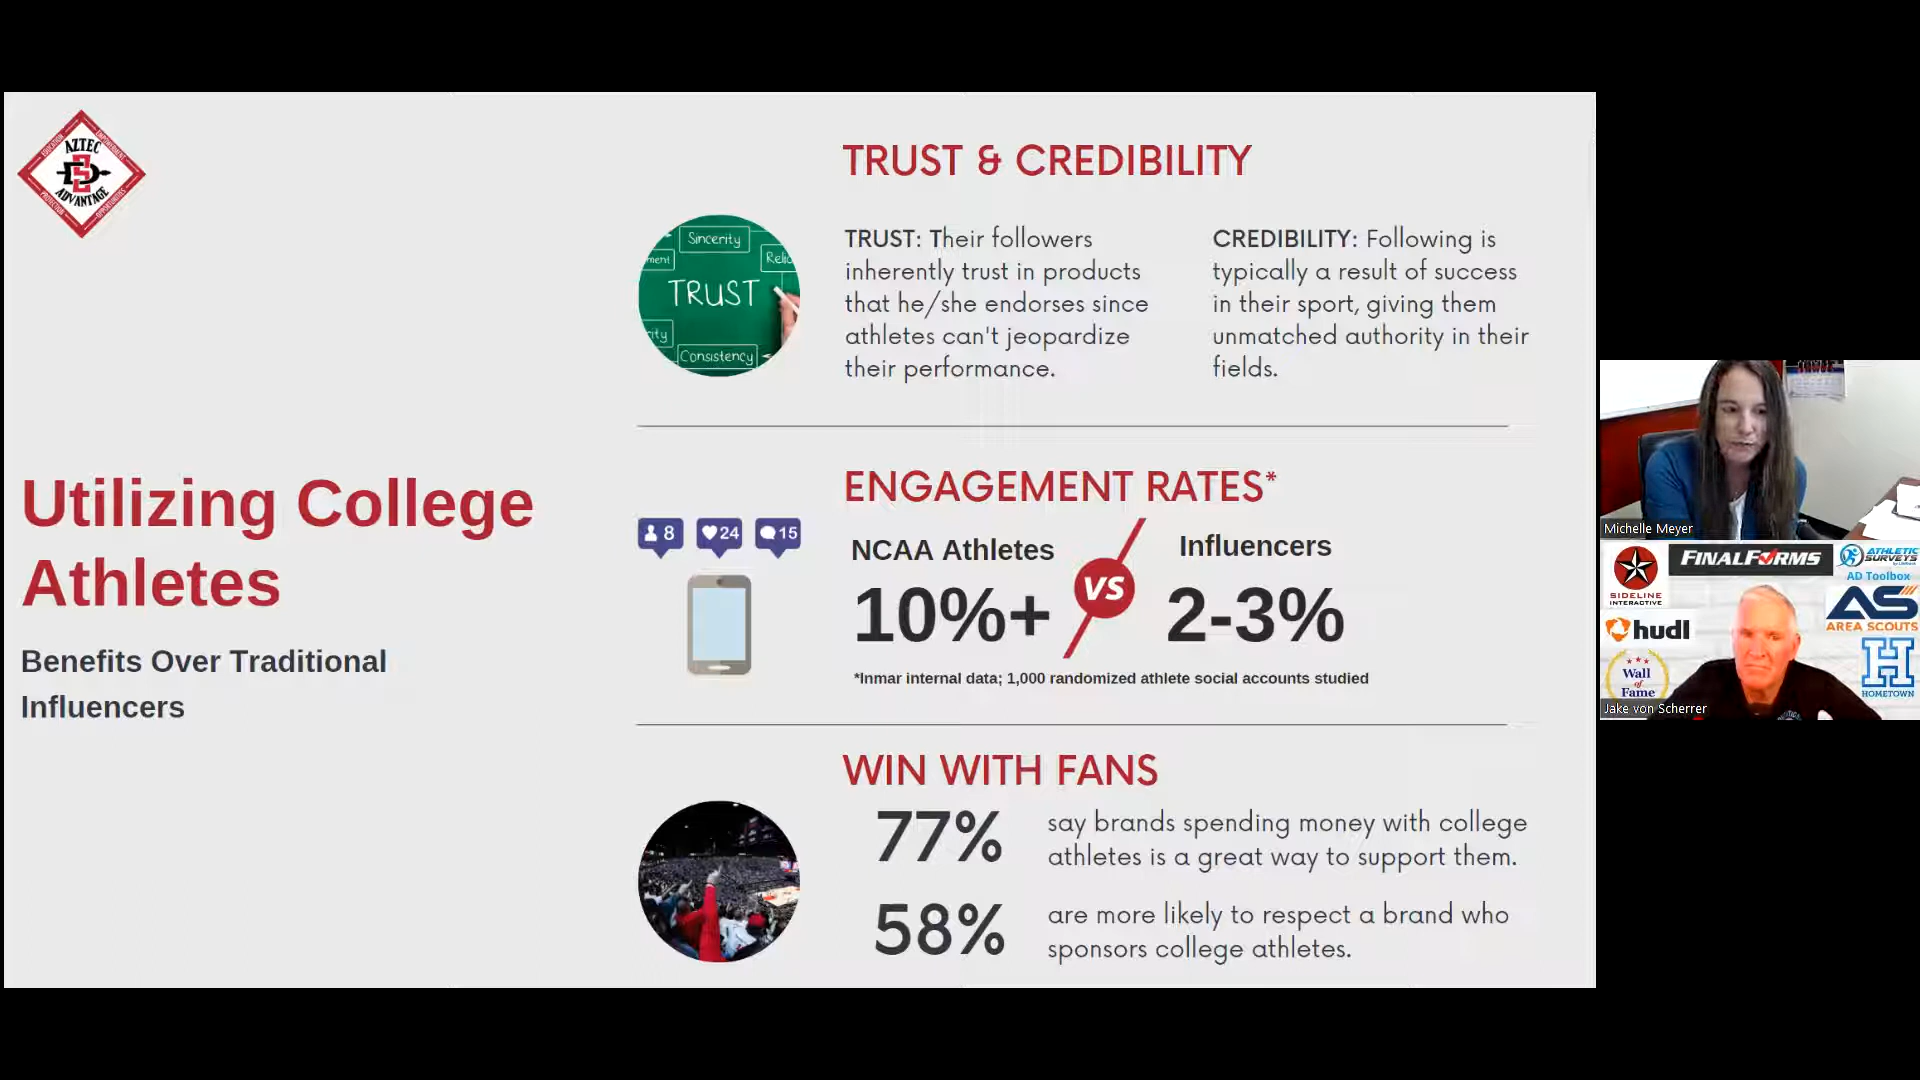 AZTEC
SD
ADVANTAGE
Utilizing College
Athletes
Benefits Over Traditional
Influencers
TRUST & CREDIBILITY
Sincerity
ment
TRUST
ity
Consistency
TRUST: Their followers
inherently trust in products
that he/she endorses since
athletes can't jeopardize
their performance.
CREDIBILITY: Following is
typically a result of success
in their sport, giving them
unmatched authority in their
fields.
ENGAGEMENT RATES*
8 24 15
NCAA Athletes
10%+
VS
Influencers
2-3%
*Inmar internal data; 1,000 randomized athlete social accounts studied
WIN WITH FANS
77%
say brands spending money with college
athletes is a great way to support them.
58%
are more likely to respect a brand who
sponsors college athletes.
Michelle Meyer
SIDELINE
INTERACTIVE
FINALFORMS
ATHLETIC
SURVEYS
AD Toolbox
AS
AREA SCOUTS
hudl
Wall
of
Fame
H
HOMETOWN
Jake von Scherrer